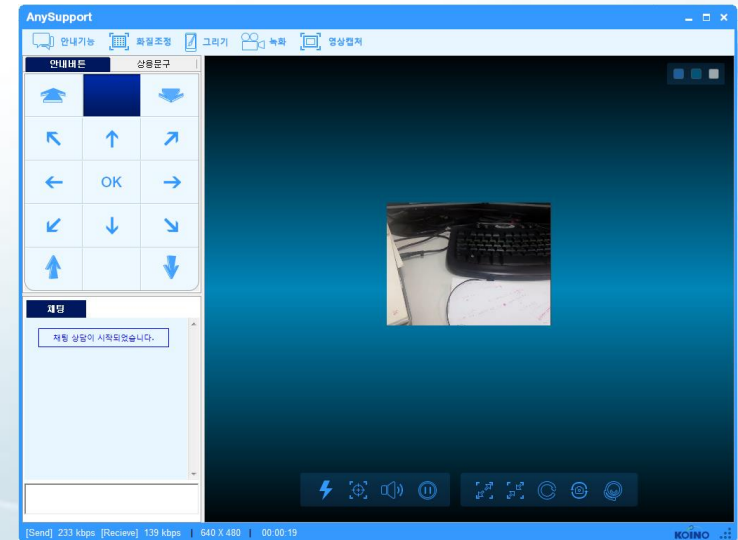 AnySupport
안내기능 화질조정 그리기 녹화 영상캡쳐
안내버튼 상용문구
OK
채팅
채팅 상담이 시작되었습니다.
[Send] 233 kbps [Recieve] 139 kbps | 640 X 480 | 00:00:19
KOINO